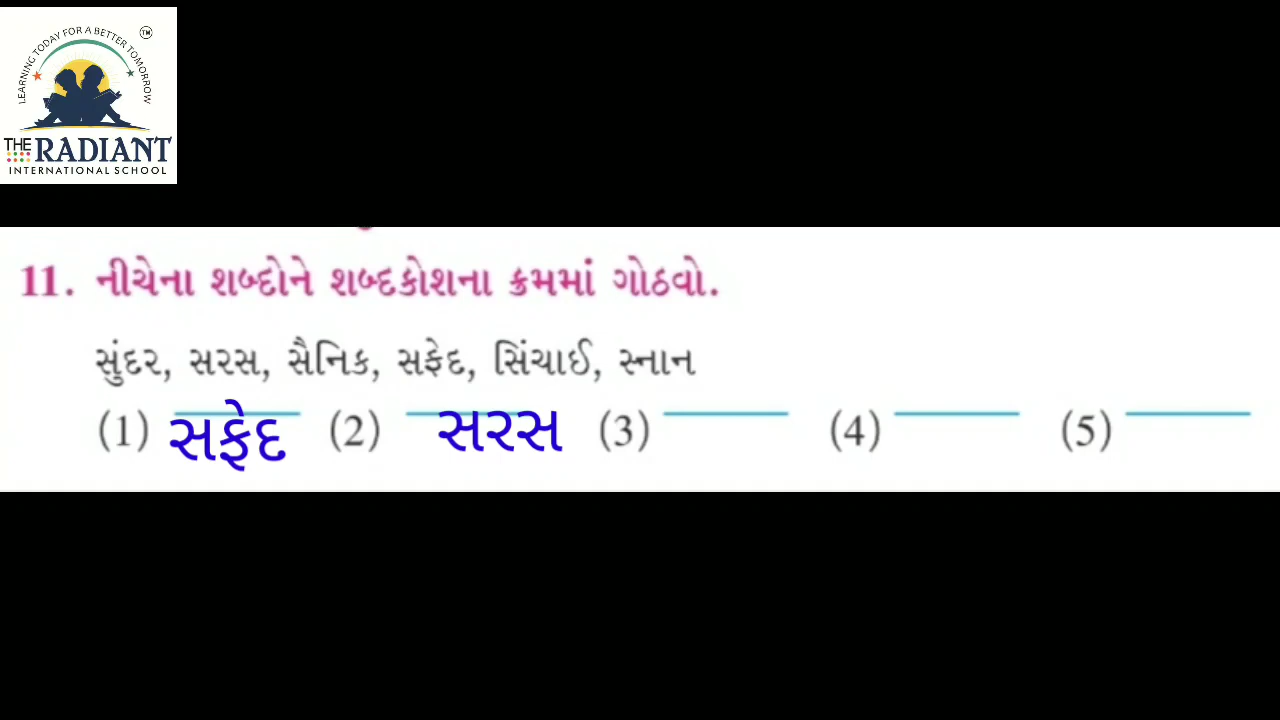 LEARNING TODAY FOR A BETTER TOMORROW
TM
THE RADIANT
INTERNATIONAL SCHOOL
11. નીચેના શબ્દોને શબ્દકોશના ક્રમમાં ગોઠવો.
સુંદર, સરસ, સૈનિક, સફેદ, સિંચાઈ, સ્નાન
(1) સફેદ (2) સરસ (3) (4) (5)